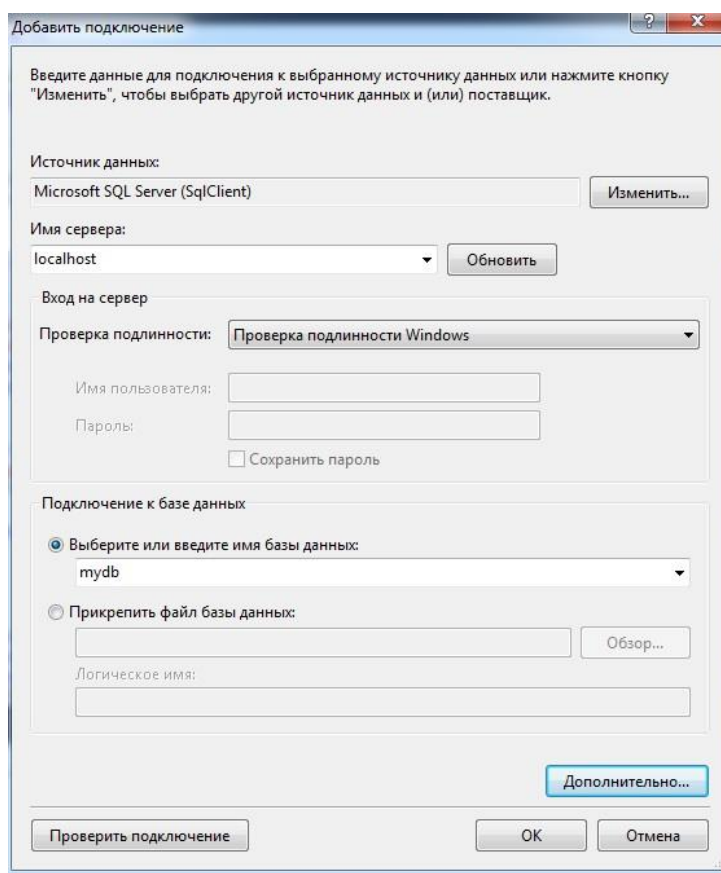 Добавить подключение
Введите данные для подключения к выбранному источнику данных или нажмите кнопку
"Изменить", чтобы выбрать другой источник данных и (или) поставщик.
Источник данных:
Microsoft SQL Server (SqlClient)
Изменить...
Имя сервера:
localhost
Обновить
Вход на сервер
Проверка подлинности:
Проверка подлинности Windows
Имя пользователя:
Пароль:
Сохранить пароль
Подключение к базе данных
Выберите или введите имя базы данных:
mydb
Прикрепить файл базы данных:
Обзор...
Логическое имя:
Дополнительно...
Проверить подключение
ОК
Отмена